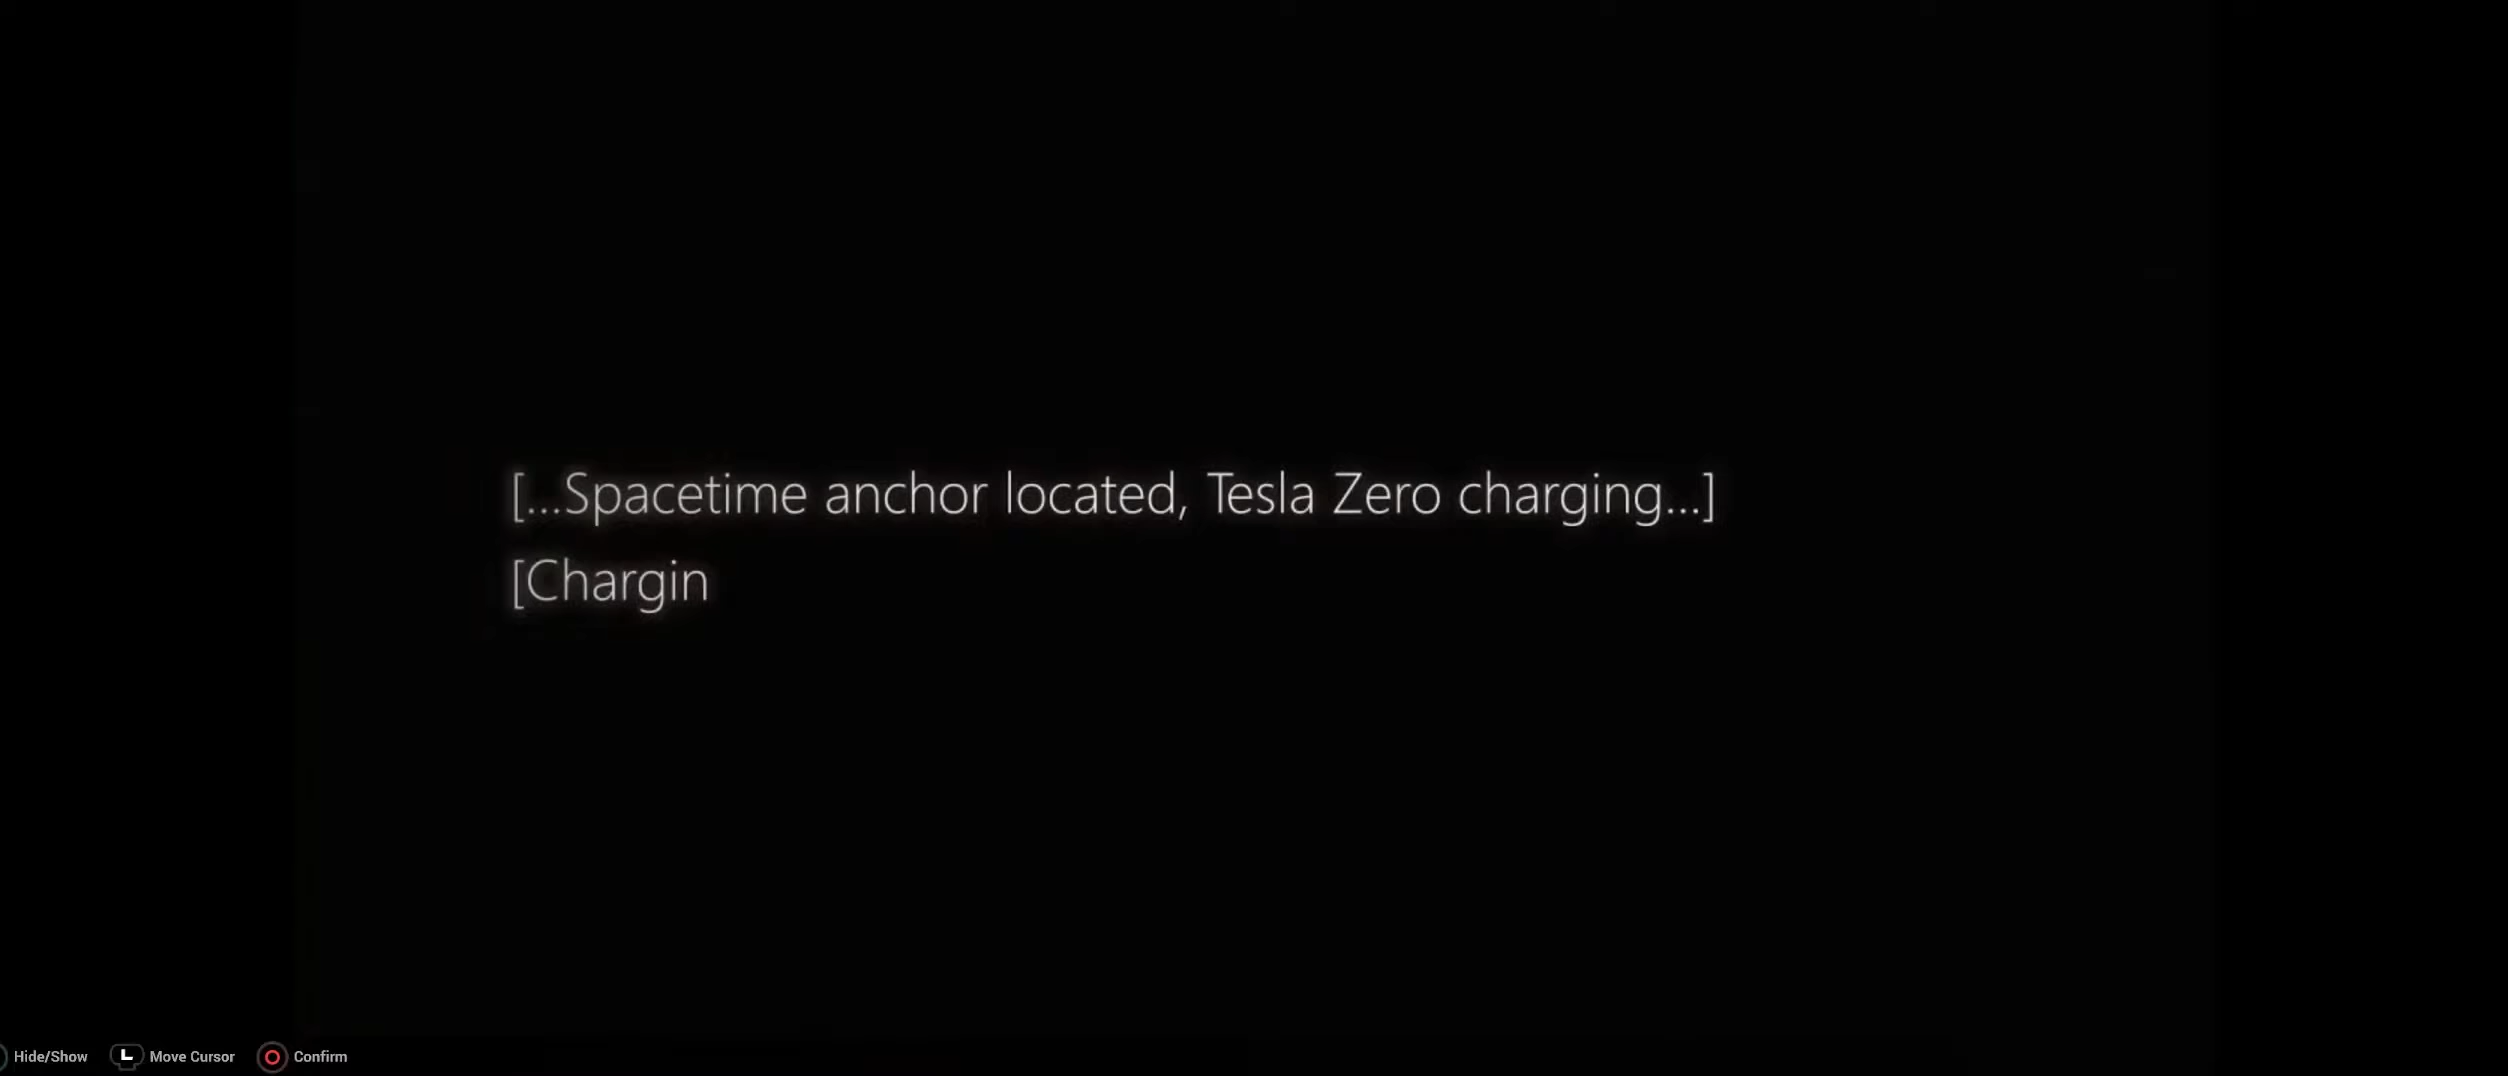 [...Spacetime anchor located, Tesla Zero charging...]
[Chargin
Hide/Show L Move Cursor Confirm